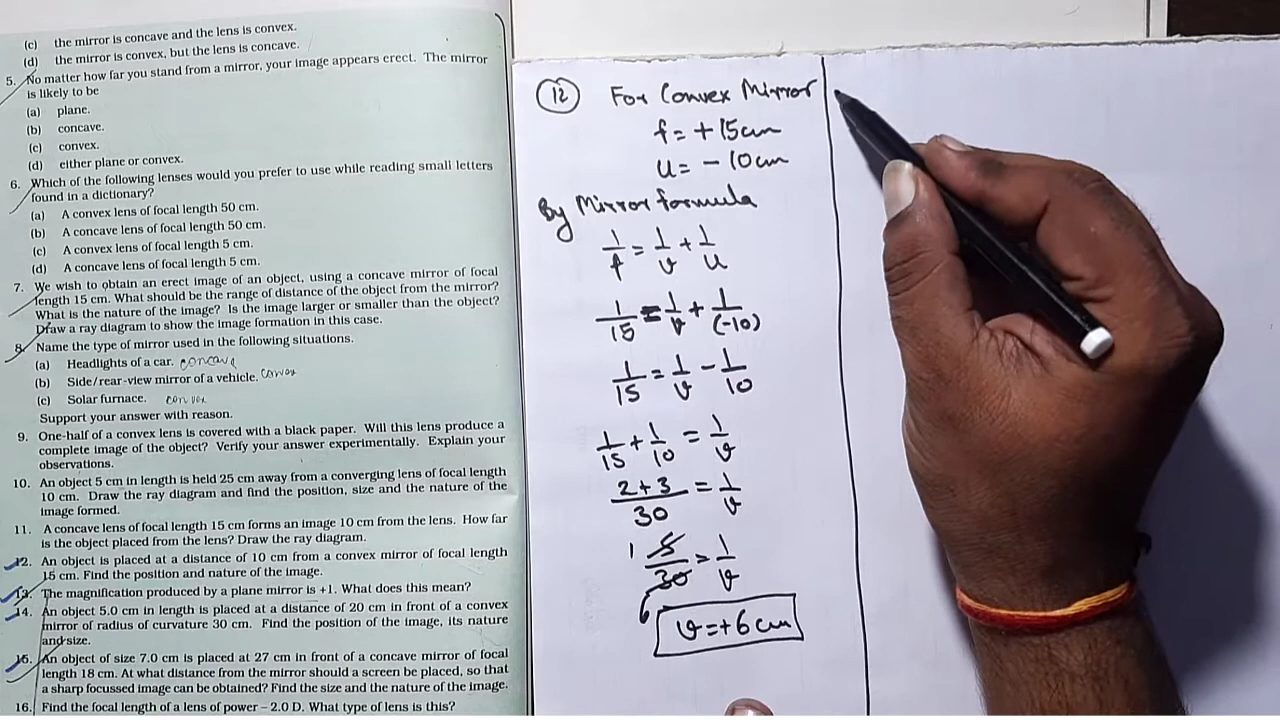 (c) the mirror is concave and the lens is convex.
(d) the mirror is convex, but the lens is concave.
5. No matter how far you stand from a mirror, your image appears erect. The mirror
is likely to be
(a) plane.
(b) concave.
(c) convex.
(d) either plane or convex.
6. Which of the following lenses would you prefer to use while reading small letters
found in a dictionary?
(a) A convex lens of focal length 50 cm.
(b) A concave lens of focal length 50 cm.
(c) A convex lens of focal length 5 cm.
(d) A concave lens of focal length 5 cm.
7. We wish to obtain an erect image of an object, using a concave mirror of focal
length 15 cm. What should be the range of distance of the object from the mirror?
What is the nature of the image? Is the image larger or smaller than the object?
Draw a ray diagram to show the image formation in this case.
8. Name the type of mirror used in the following situations.
(a) Headlights of a car. concave
(b) Side/rear-view mirror of a vehicle. convex
(c) Solar furnace. convex
Support your answer with reason.
9. One-half of a convex lens is covered with a black paper. Will this lens produce a
complete image of the object? Verify your answer experimentally. Explain your
observations.
10. An object 5 cm in length is held 25 cm away from a converging lens of focal length
10 cm. Draw the ray diagram and find the position, size and the nature of the
image formed.
11. A concave lens of focal length 15 cm forms an image 10 cm from the lens. How far
is the object placed from the lens? Draw the ray diagram.
12. An object is placed at a distance of 10 cm from a convex mirror of focal length
15 cm. Find the position and nature of the image.
13. The magnification produced by a plane mirror is +1. What does this mean?
14. An object 5.0 cm in length is placed at a distance of 20 cm in front of a convex
mirror of radius of curvature 30 cm. Find the position of the image, its nature
and size.
15. An object of size 7.0 cm is placed at 27 cm in front of a concave mirror of focal
length 18 cm. At what distance from the mirror should a screen be placed, so that
a sharp focussed image can be obtained? Find the size and the nature of the image.
16. Find the focal length of a lens of power – 2.0 D. What type of lens is this?
12 For Convex Mirror
f = +15cm
u = -10cm
By Mirror formula
1/f = 1/v + 1/u
1/15 = 1/v + 1/(-10)
1/15 = 1/v - 1/10
1/15 + 1/10 = 1/v
2+3/30 = 1/v
1 5/30 = 1/v
6
v = +6cm